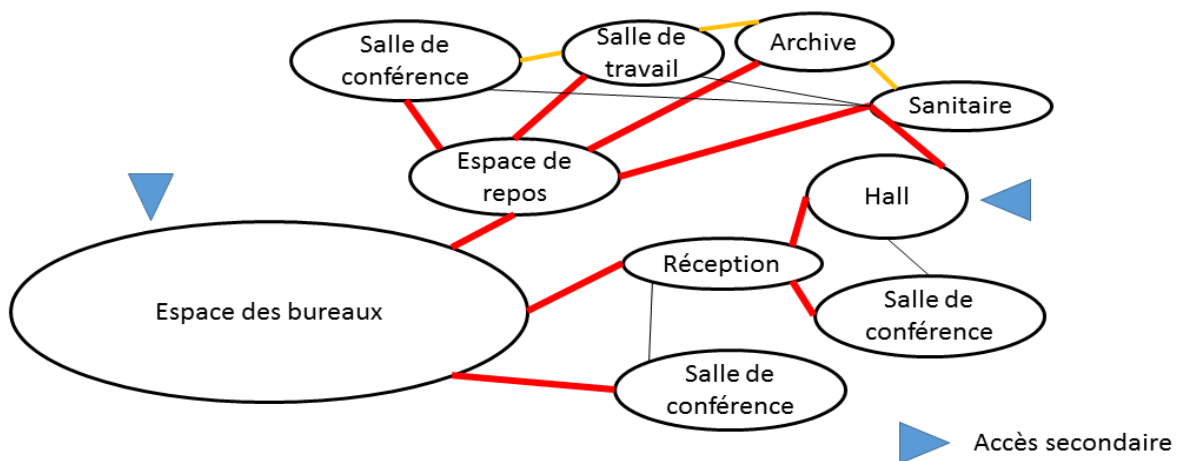 Salle de
conférence
Salle de
travail
Archive
Sanitaire
Espace de
repos
Hall
Réception
Espace des bureaux
Salle de
conférence
Salle de
conférence
Accès secondaire